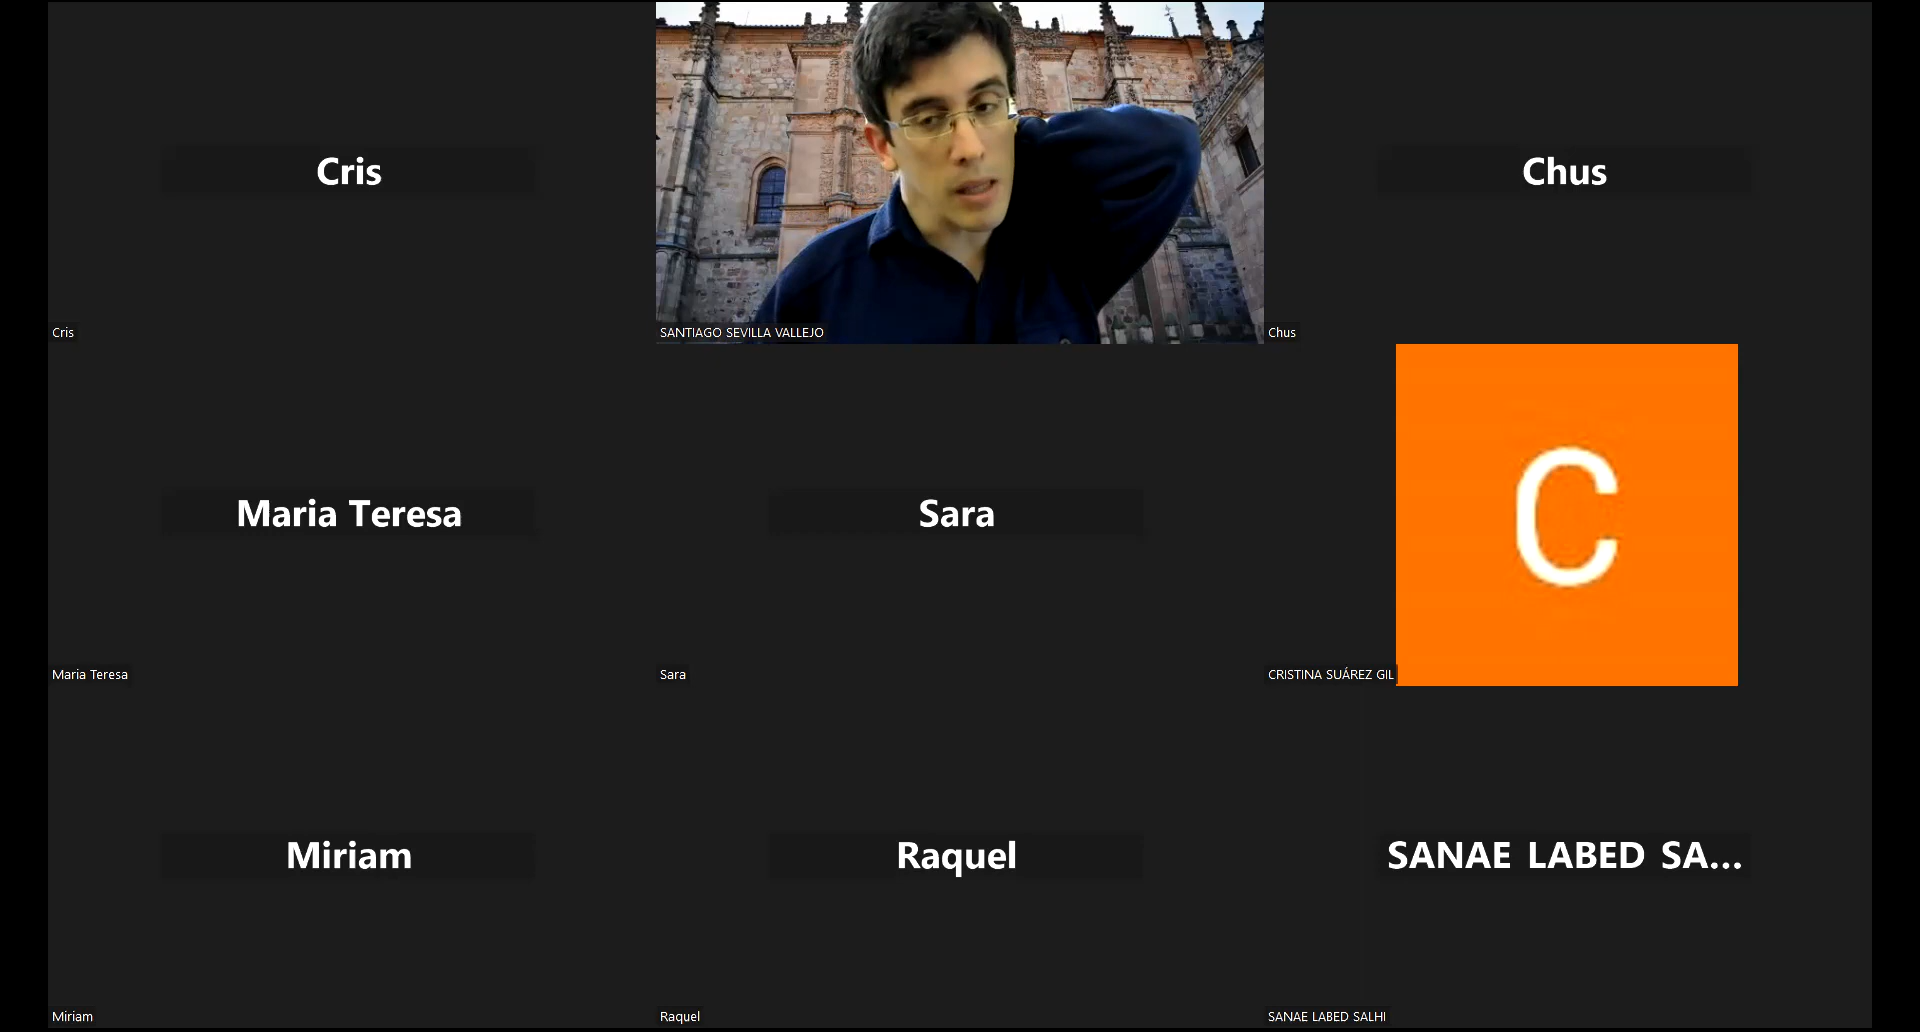 Cris
Chus
Cris
SANTIAGO SEVILLA VALLEJO
Chus
Maria Teresa
Sara
C
Maria Teresa
Sara
CRISTINA SUÁREZ GIL
Miriam
Raquel
SANAE LABED SA...
Miriam
Raquel
SANAE LABED SALHI